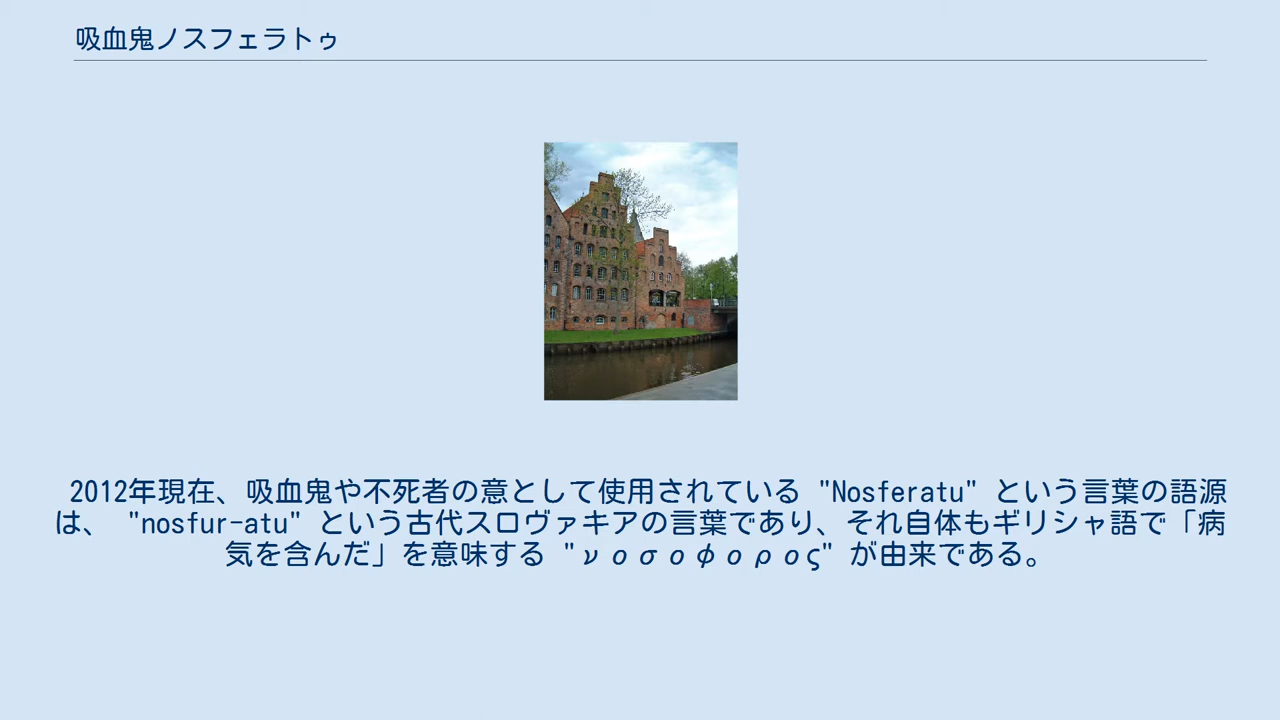 吸血鬼ノスフェラトゥ
2012年現在、吸血鬼や不死者の意として使用されている "Nosferatu" という言葉の語源
は、 "nosfur-atu" という古代スロヴァキアの言葉であり、それ自体もギリシャ語で「病
気を含んだ」を意味する "νοσοφορος" が由来である。